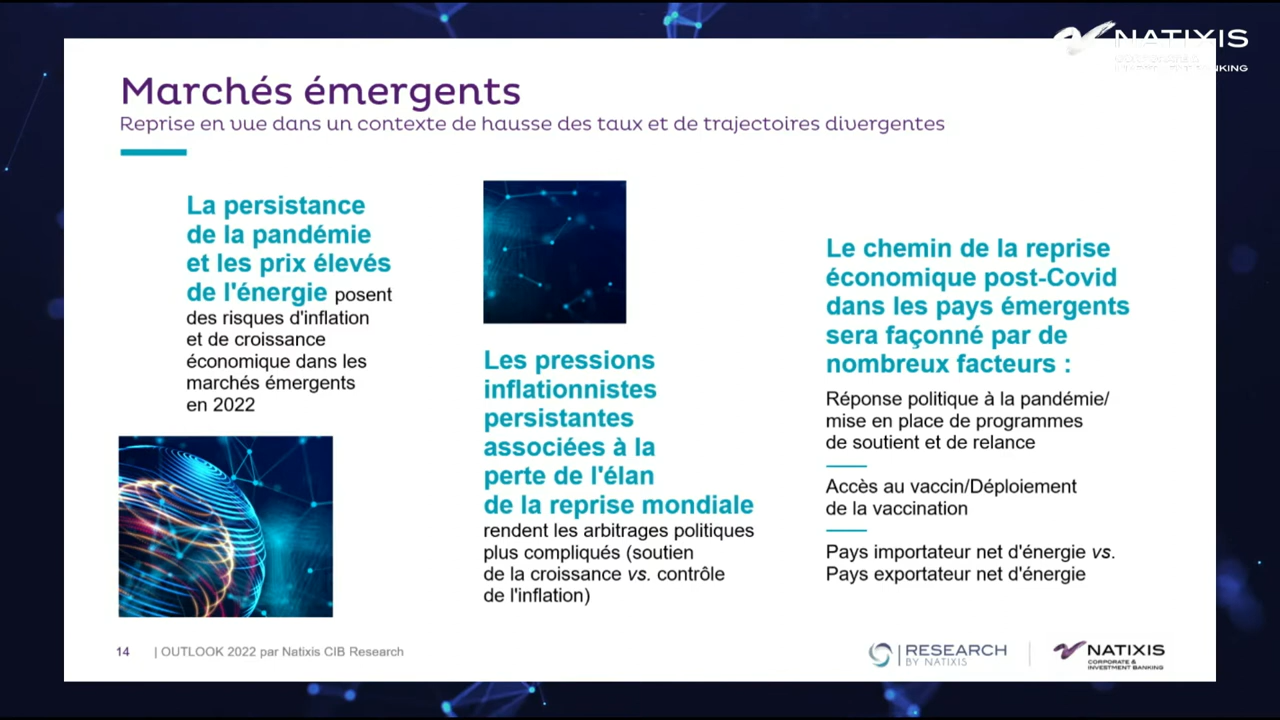 NATIXIS
CORPORATE &
INVESTMENT BANKING
Marchés émergents
Reprise en vue dans un contexte de hausse des taux et de trajectoires divergentes
La persistance
de la pandémie
et les prix élevés
de l'énergie posent
des risques d'inflation
et de croissance
économique dans les
marchés émergents
en 2022
Les pressions
inflationnistes
persistantes
associées à la
perte de l'élan
de la reprise mondiale
rendent les arbitrages politiques
plus compliqués (soutien
de la croissance vs. contrôle
de l'inflation)
Le chemin de la reprise
économique post-Covid
dans les pays émergents
sera façonné par de
nombreux facteurs :
Réponse politique à la pandémie/
mise en place de programmes
de soutient et de relance
Accès au vaccin/Déploiement
de la vaccination
Pays importateur net d'énergie vs.
Pays exportateur net d'énergie
14 | OUTLOOK 2022 par Natixis CIB Research
RESEARCH
BY NATIXIS
NATIXIS
CORPORATE &
INVESTMENT BANKING